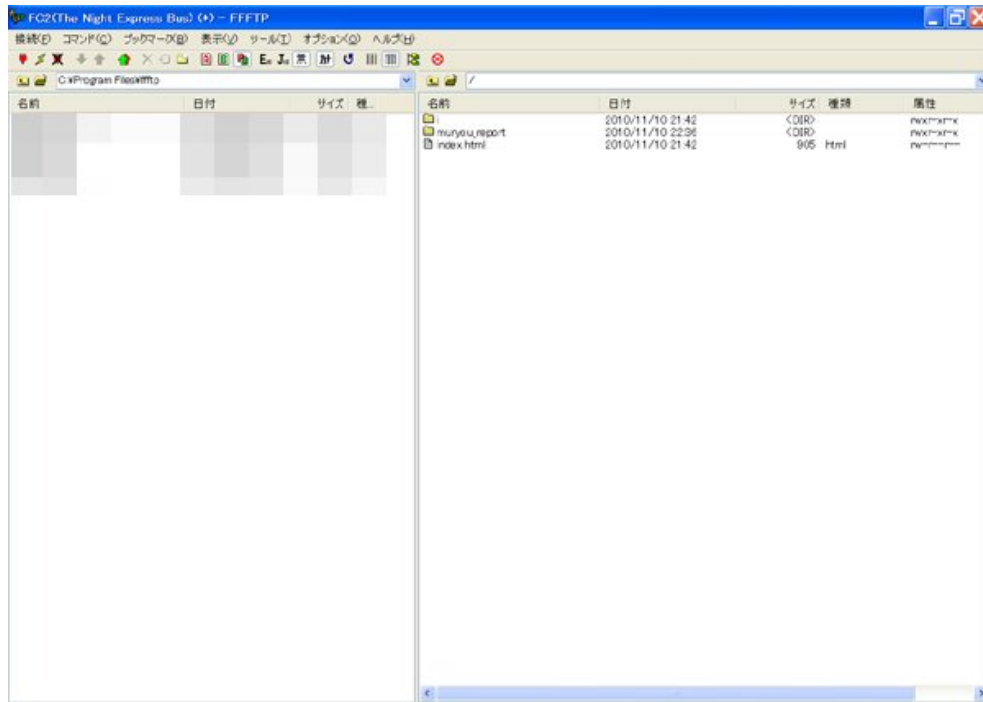 FC2(The Night Express Bus) (*) - FFFTP
接続(F) コマンド(C) ブックマーク(B) 表示(V) ツール(T) オプション(O) ヘルプ(H)
C:¥Program Files¥ffftp
/
名前 日付 サイズ 種... 名前 日付 サイズ 種類 属性
i 2010/11/10 21:42 <DIR> rwxr-xr-x
muryou_report 2010/11/10 22:36 <DIR> rwxr-xr-x
index.html 2010/11/10 21:42 905 html rw-r--r--